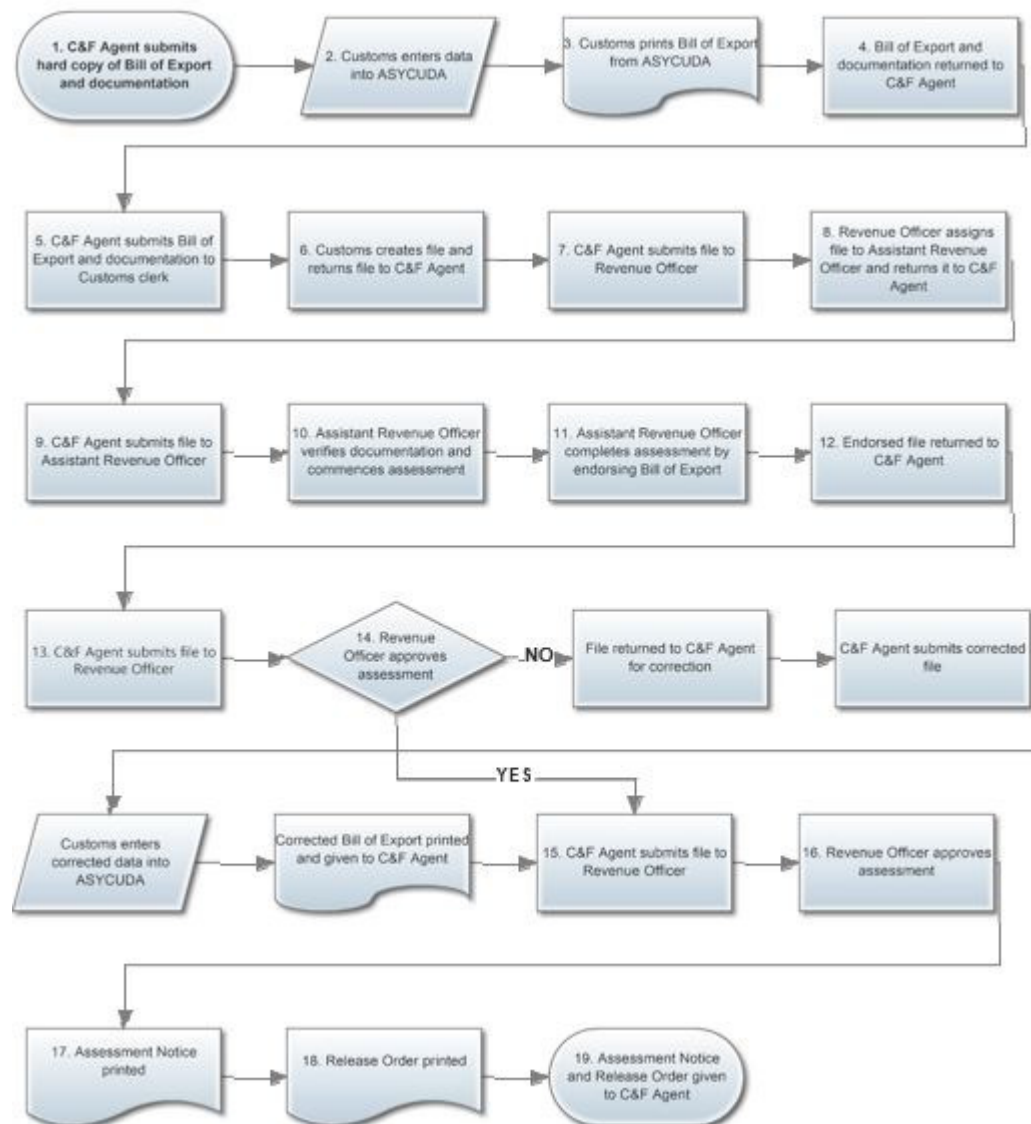 1. C&F Agent submits
hard copy of Bill of Export
and documentation
2. Customs enters data
into ASYCUDA
3. Customs prints Bill of Export
from ASYCUDA
4. Bill of Export and
documentation returned to
C&F Agent
5. C&F Agent submits Bill of
Export and documentation to
Customs clerk
6. Customs creates file and
returns file to C&F Agent
7. C&F Agent submits file to
Revenue Officer
8. Revenue Officer assigns
file to Assistant Revenue
Officer and returns it to C&F
Agent
9. C&F Agent submits file to
Assistant Revenue Officer
10. Assistant Revenue Officer
verifies documentation and
commences assessment
11. Assistant Revenue Officer
completes assessment by
endorsing Bill of Export
12. Endorsed file returned to
C&F Agent
13. C&F Agent submits file to
Revenue Officer
14. Revenue
Officer approves
assessment
NO
File returned to C&F Agent
for correction
C&F Agent submits corrected
file
YES
Customs enters
corrected data into
ASYCUDA
Corrected Bill of Export printed
and given to C&F Agent
15. C&F Agent submits file to
Revenue Officer
16. Revenue Officer approves
assessment
17. Assessment Notice
printed
18. Release Order printed
19. Assessment Notice
and Release Order given
to C&F Agent